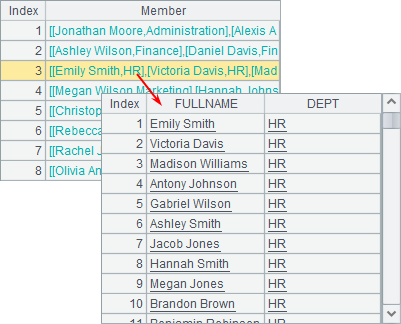 Index Member
1 [[Jonathan Moore,Administration],[Alexis A
2 [[Ashley Wilson,Finance],[Daniel Davis,Fin
3 [[Emily Smith,HR],[Victoria Davis,HR],[Mad
4 [[Megan Wilson,Marketing],[Hannah,Johns
5 [[Christop
6 [[Rebecca
7 [[Rachel J
8 [[Olivia An
Index FULLNAME DEPT
1 Emily Smith HR
2 Victoria Davis HR
3 Madison Williams HR
4 Antony Johnson HR
5 Gabriel Wilson HR
6 Ashley Smith HR
7 Jacob Jones HR
8 Hannah Smith HR
9 Megan Jones HR
10 Brandon Brown HR
11 Benjamin Robinson HR